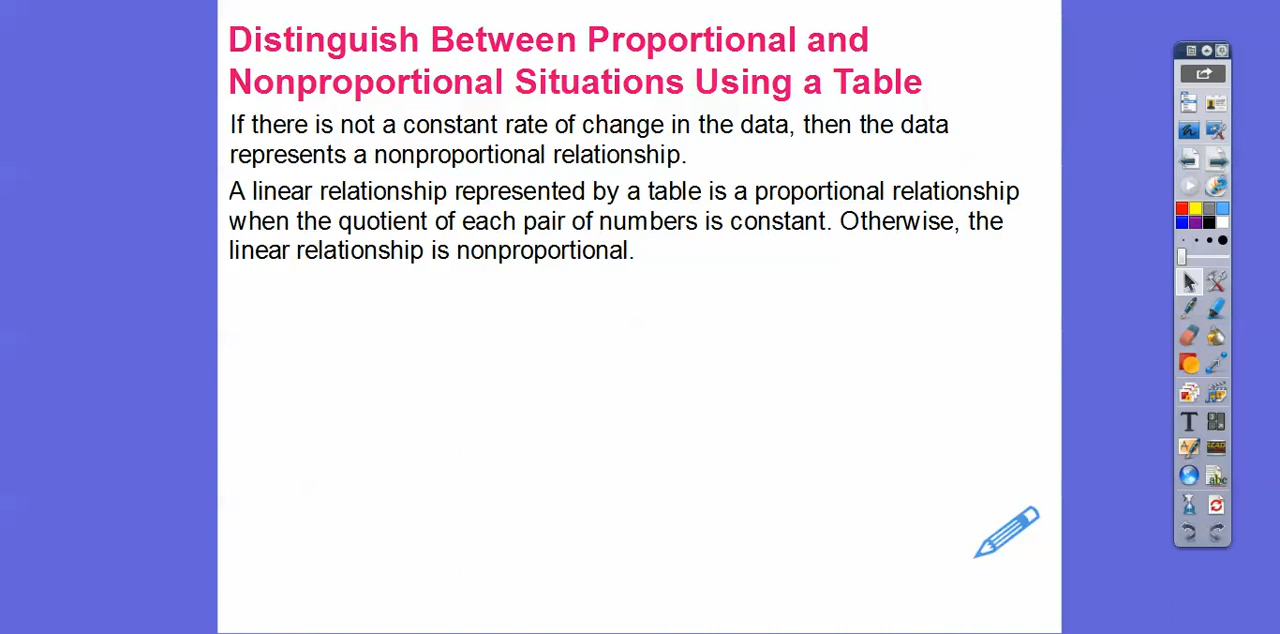 Distinguish Between Proportional and
Nonproportional Situations Using a Table
If there is not a constant rate of change in the data, then the data
represents a nonproportional relationship.
A linear relationship represented by a table is a proportional relationship
when the quotient of each pair of numbers is constant. Otherwise, the
linear relationship is nonproportional.
T
abc